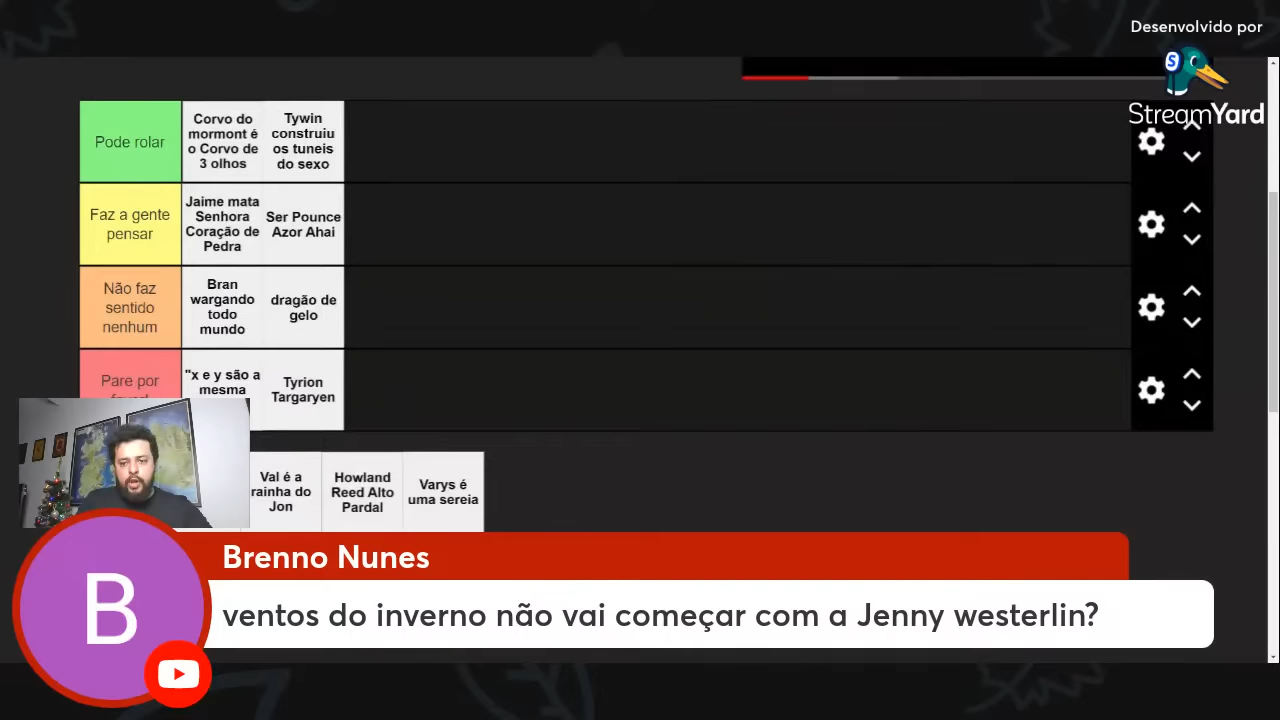 Desenvolvido por
StreamYard
Pode rolar
Corvo do
mormont é
o Corvo de
3 olhos
Tywin
construiu
os tuneis
do sexo
Faz a gente
pensar
Jaime mata
Senhora
Coração de
Pedra
Ser Pounce
Azor Ahai
Não faz
sentido
nenhum
Bran
wargando
todo
mundo
dragão de
gelo
Pare por
"x e y são a
mesma
Tyrion
Targaryen
Val é a
rainha do
Jon
Howland
Reed Alto
Pardal
Varys é
uma sereia
B
Brenno Nunes
ventos do inverno não vai começar com a Jenny westerlin?